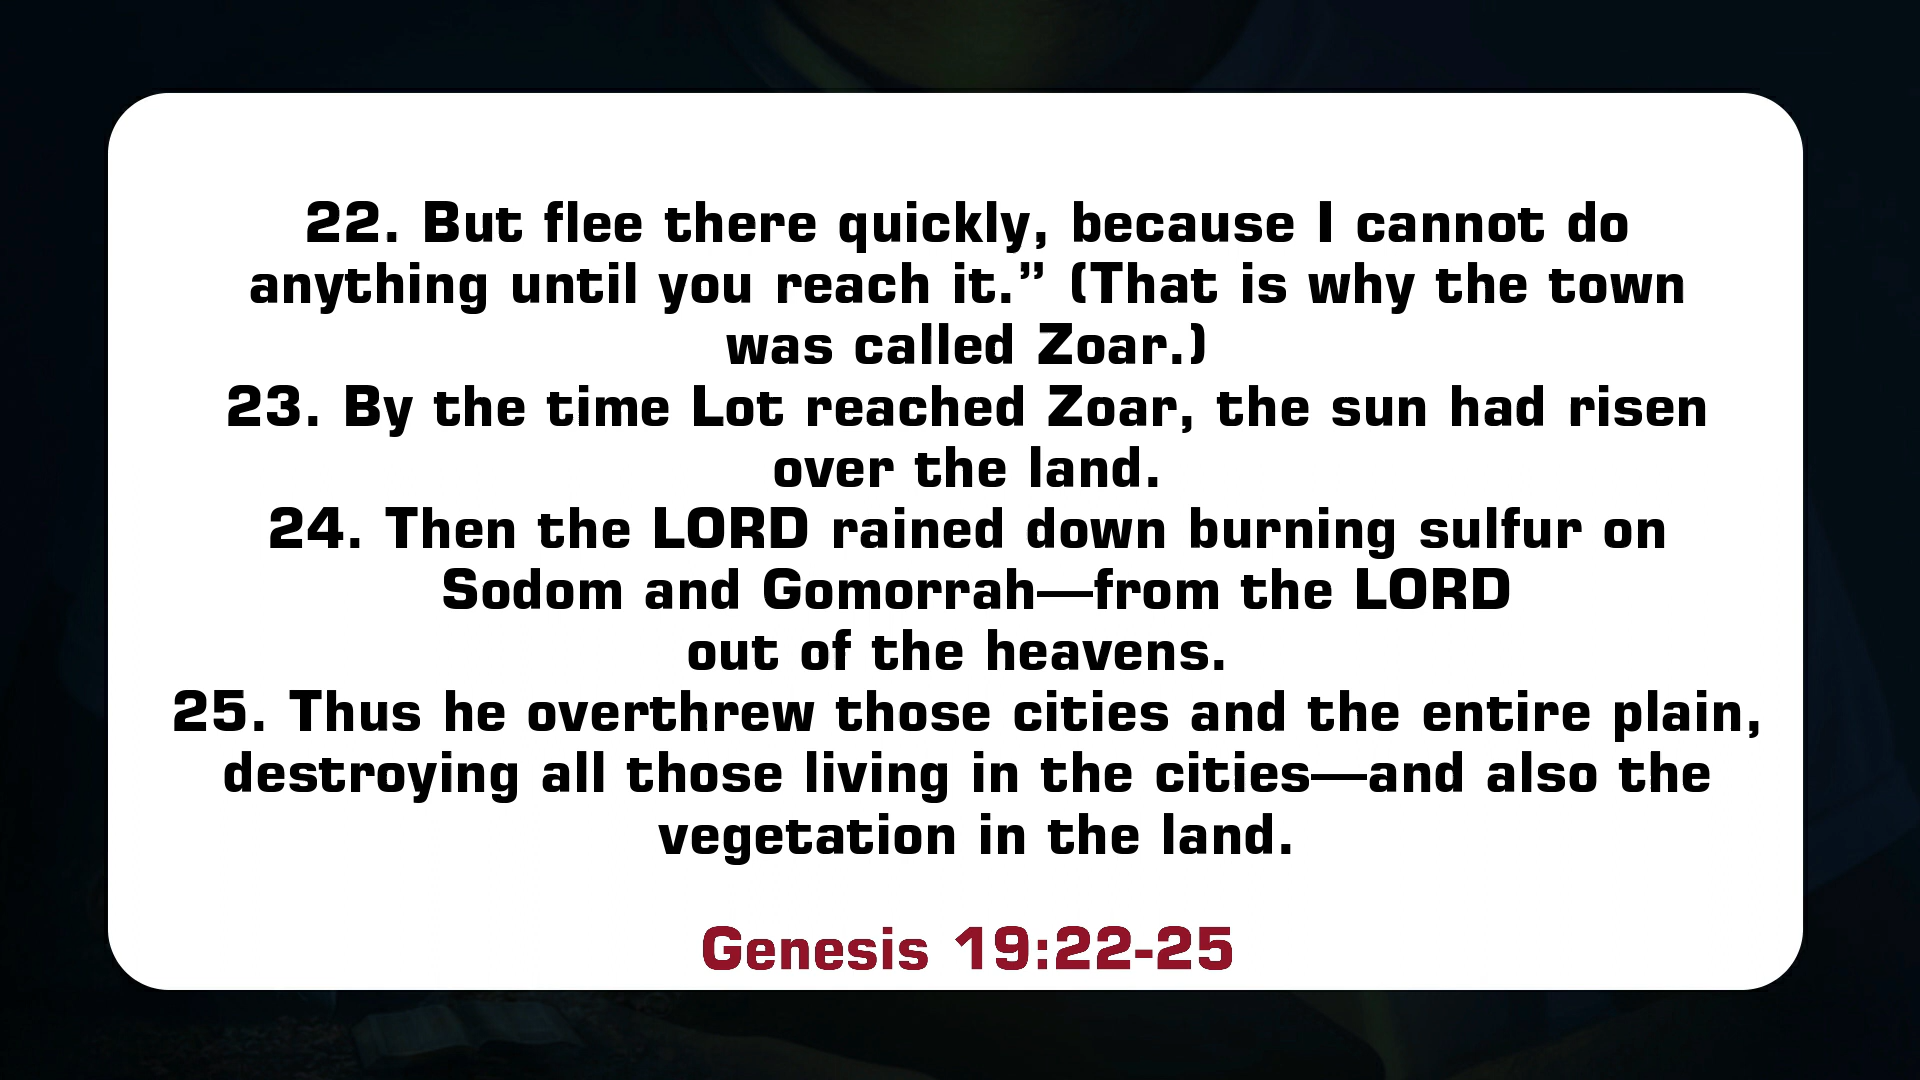 22. But flee there quickly, because I cannot do
anything until you reach it.” (That is why the town
was called Zoar.)
23. By the time Lot reached Zoar, the sun had risen
over the land.
24. Then the LORD rained down burning sulfur on
Sodom and Gomorrah—from the LORD
out of the heavens.
25. Thus he overthrew those cities and the entire plain,
destroying all those living in the cities—and also the
vegetation in the land.
Genesis 19:22-25